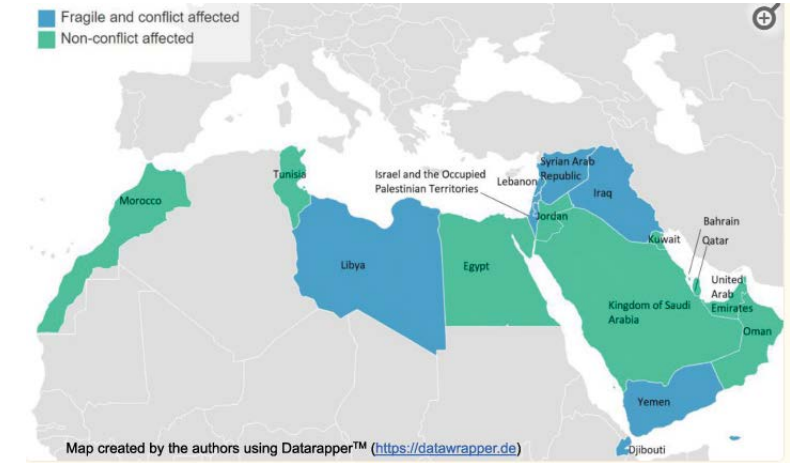 Fragile and conflict affected
Non-conflict affected
Morocco
Tunisia
Israel and the Occupied
Palestinian Territories
Lebanon
Syrian Arab
Republic
Iraq
Jordan
Libya
Egypt
Kuwait
Bahrain
Qatar
United
Arab
Emirates
Kingdom of Saudi
Arabia
Oman
Yemen
Djibouti
Map created by the authors using Datarapper™ (https://datawrapper.de)